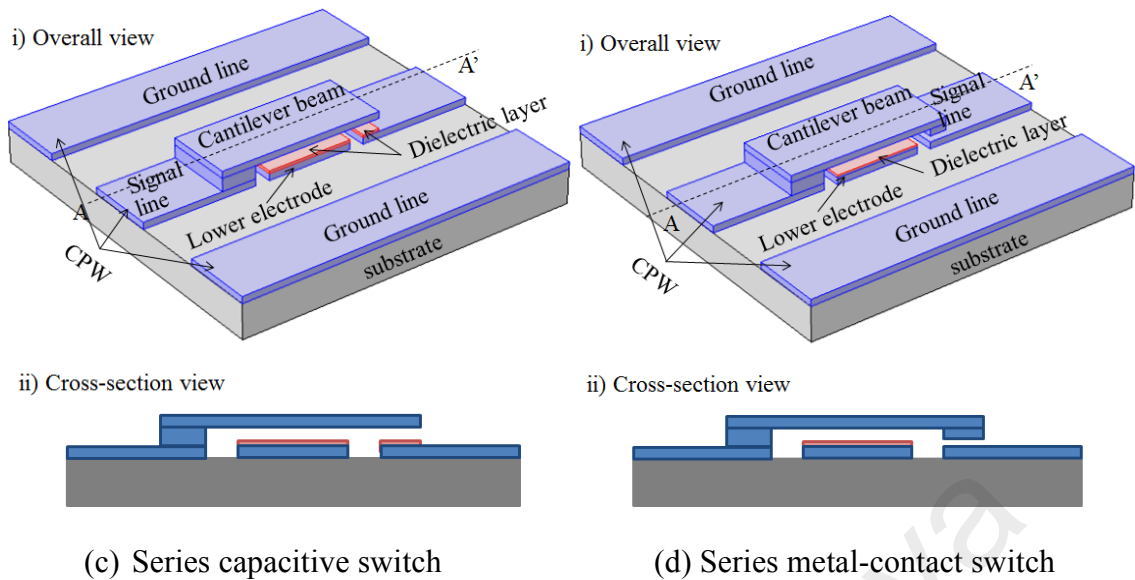 i) Overall view
Ground line
A'
Cantilever beam
Dielectric layer
Signal
line
A
Lower electrode
Ground line
CPW
substrate
ii) Cross-section view
(c) Series capacitive switch
i) Overall view
Ground line
A'
Signal
line
Cantilever beam
Dielectric layer
A
Lower electrode
Ground line
CPW
substrate
ii) Cross-section view
(d) Series metal-contact switch